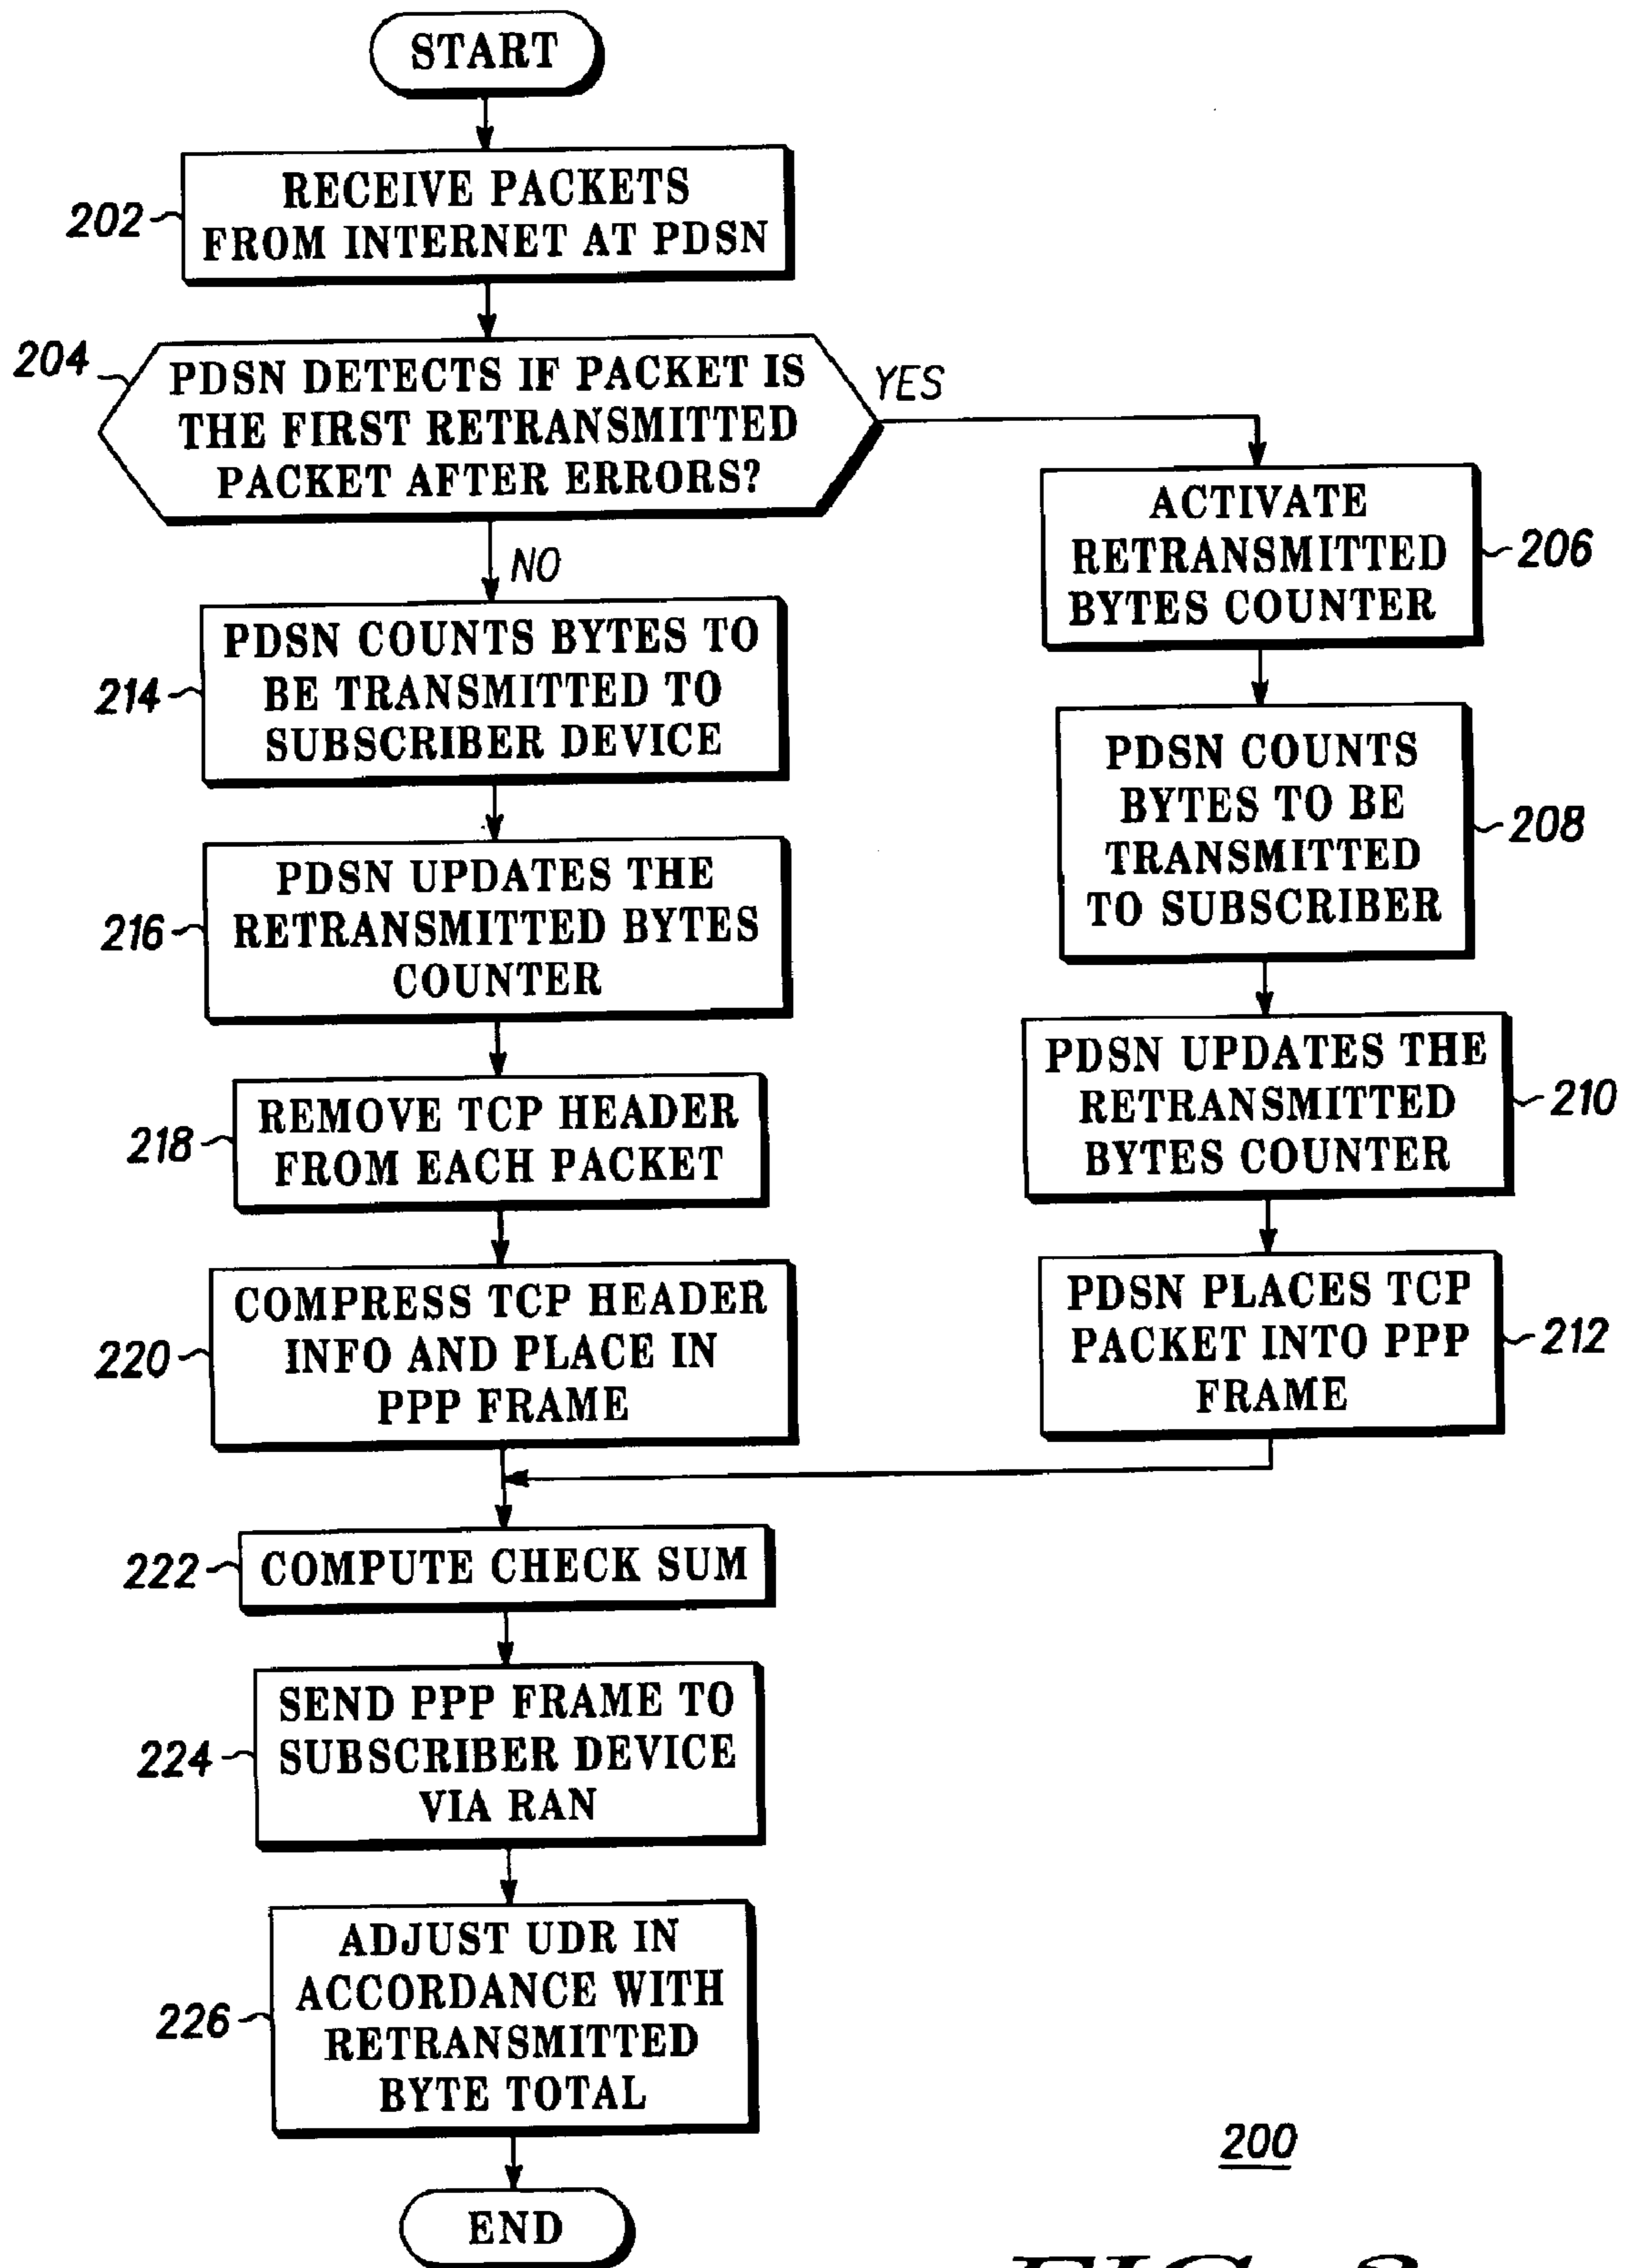 START
202
RECEIVE PACKETS
FROM INTERNET AT PDSN
204
PDSN DETECTS IF PACKET IS
THE FIRST RETRANSMITTED
PACKET AFTER ERRORS?
YES
NO
ACTIVATE
RETRANSMITTED
BYTES COUNTER
206
PDSN COUNTS
BYTES TO BE
TRANSMITTED
TO SUBSCRIBER
208
PDSN UPDATES THE
RETRANSMITTED
BYTES COUNTER
210
PDSN PLACES TCP
PACKET INTO PPP
FRAME
212
214
PDSN COUNTS BYTES TO
BE TRANSMITTED TO
SUBSCRIBER DEVICE
216
PDSN UPDATES THE
RETRANSMITTED BYTES
COUNTER
218
REMOVE TCP HEADER
FROM EACH PACKET
220
COMPRESS TCP HEADER
INFO AND PLACE IN
PPP FRAME
222
COMPUTE CHECK SUM
224
SEND PPP FRAME TO
SUBSCRIBER DEVICE
VIA RAN
226
ADJUST UDR IN
ACCORDANCE WITH
RETRANSMITTED
BYTE TOTAL
END
200